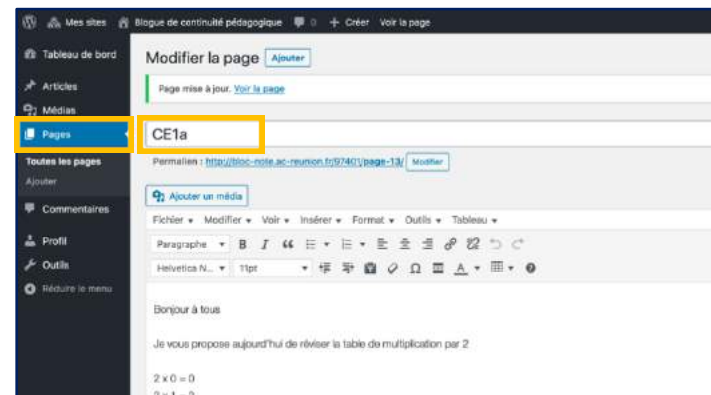 Mes sites Blogue de continuité pédagogique 0 + Créer Voir la page
Tableau de bord
Articles
Médias
Pages
Toutes les pages
Ajouter
Commentaires
Profil
Outils
Réduire le menu
Modifier la page Ajouter
Page mise à jour. Voir la page
CE1a
Permalien : http://bloc-note.ac-reunion.fr/97401/page-13/ Modifier
Ajouter un média
Fichier Modifier Voir Insérer Format Outils Tableau
Paragraphe B I
Helvetica N... 11pt Ω A
Bonjour à tous
Je vous propose aujourd'hui de réviser la table de multiplication par 2
2 x 0 = 0